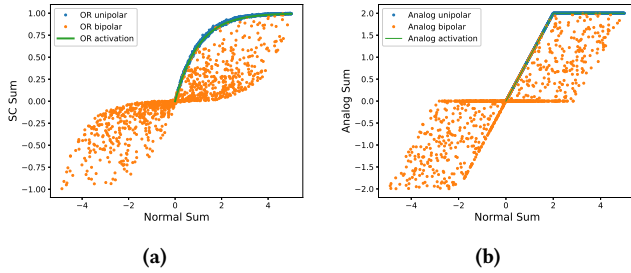 OR unipolar
OR bipolar
OR activation
1.00
0.75
0.50
0.25
0.00
−0.25
−0.50
−0.75
−1.00
SC Sum
−4 −2 0 2 4
Normal Sum
(a)
Analog unipolar
Analog bipolar
Analog activation
2.0
1.5
1.0
0.5
0.0
−0.5
−1.0
−1.5
−2.0
Analog Sum
−4 −2 0 2 4
Normal Sum
(b)